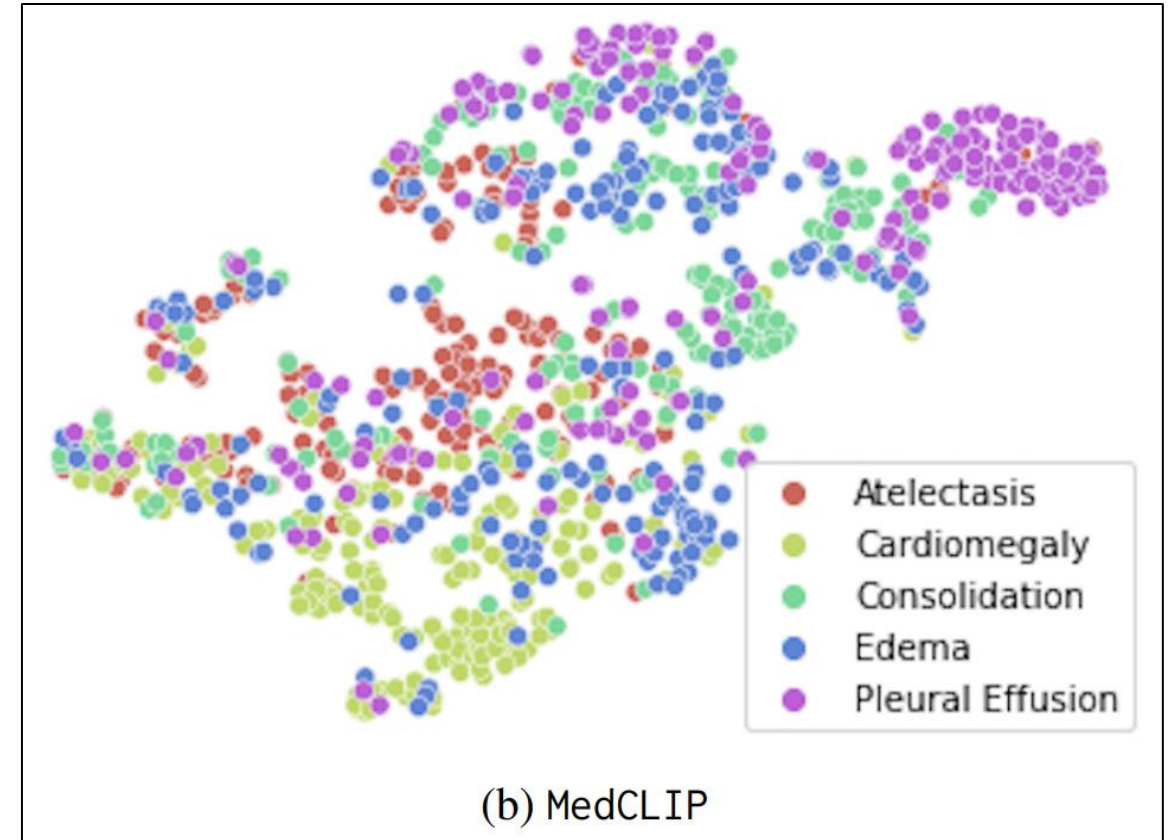 Atelectasis
Cardiomegaly
Consolidation
Edema
Pleural Effusion
(b) MedCLIP